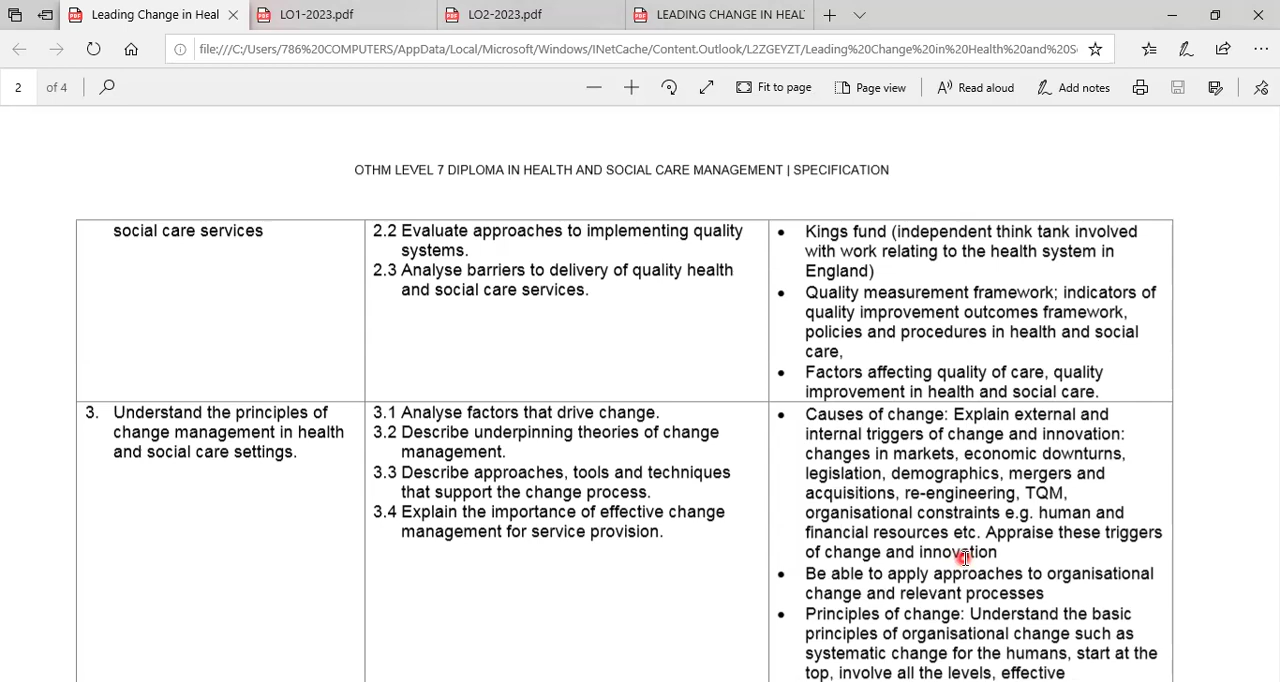 Leading Change in Heal
LO1-2023.pdf
LO2-2023.pdf
LEADING CHANGE IN HEAL
file:///C:/Users/786%20COMPUTERS/AppData/Local/Microsoft/Windows/INetCache/Content.Outlook/L2ZGEYZT/Leading%20Change%20in%20Health%20and%20S
2 of 4
Fit to page
Page view
Read aloud
Add notes
OTHM LEVEL 7 DIPLOMA IN HEALTH AND SOCIAL CARE MANAGEMENT | SPECIFICATION
social care services
2.2 Evaluate approaches to implementing quality
systems.
2.3 Analyse barriers to delivery of quality health
and social care services.
• Kings fund (independent think tank involved
with work relating to the health system in
England)
• Quality measurement framework; indicators of
quality improvement outcomes framework,
policies and procedures in health and social
care,
• Factors affecting quality of care, quality
improvement in health and social care.
3. Understand the principles of
change management in health
and social care settings.
3.1 Analyse factors that drive change.
3.2 Describe underpinning theories of change
management.
3.3 Describe approaches, tools and techniques
that support the change process.
3.4 Explain the importance of effective change
management for service provision.
• Causes of change: Explain external and
internal triggers of change and innovation:
changes in markets, economic downturns,
legislation, demographics, mergers and
acquisitions, re-engineering, TQM,
organisational constraints e.g. human and
financial resources etc. Appraise these triggers
of change and innovation
• Be able to apply approaches to organisational
change and relevant processes
• Principles of change: Understand the basic
principles of organisational change such as
systematic change for the humans, start at the
top, involve all the levels, effective